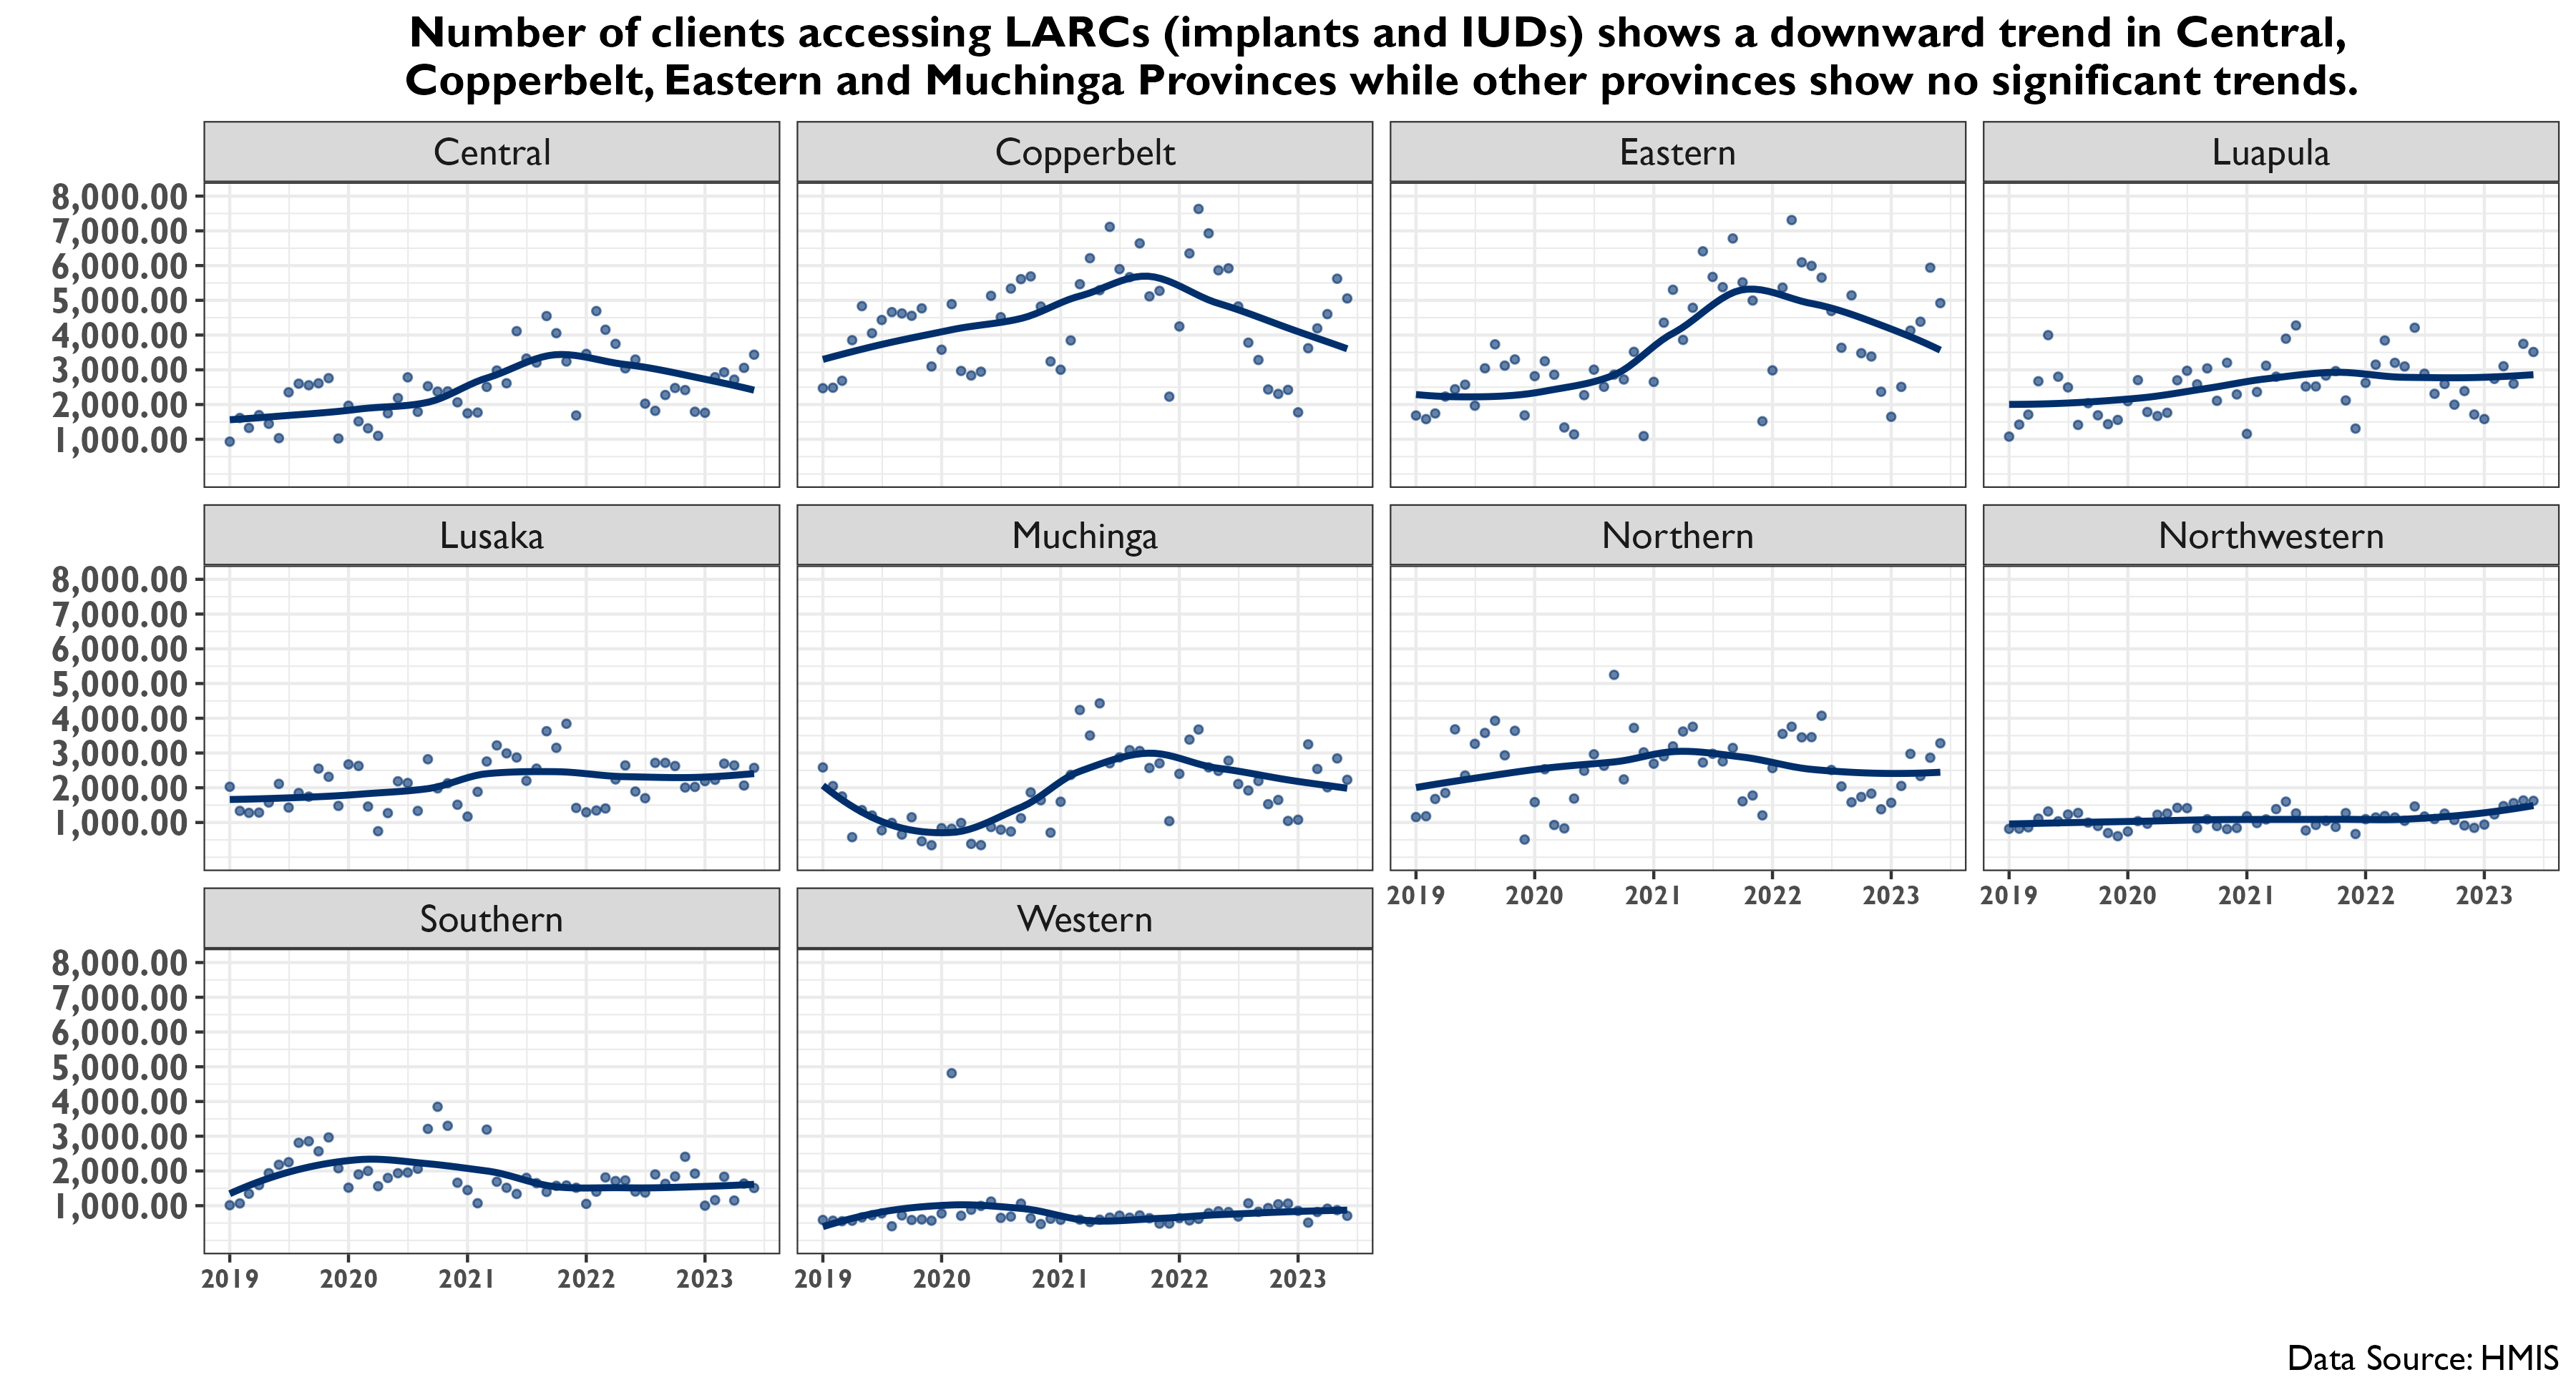 Number of clients accessing LARCs (implants and IUDs) shows a downward trend in Central,
Copperbelt, Eastern and Muchinga Provinces while other provinces show no significant trends.
Central
Copperbelt
Eastern
Luapula
8,000.00
7,000.00
6,000.00
5,000.00
4,000.00
3,000.00
2,000.00
1,000.00
Lusaka
Muchinga
Northern
Northwestern
8,000.00
7,000.00
6,000.00
5,000.00
4,000.00
3,000.00
2,000.00
1,000.00
2019 2020 2021 2022 2023
2019 2020 2021 2022 2023
Southern
Western
8,000.00
7,000.00
6,000.00
5,000.00
4,000.00
3,000.00
2,000.00
1,000.00
2019 2020 2021 2022 2023
2019 2020 2021 2022 2023
Data Source: HMIS